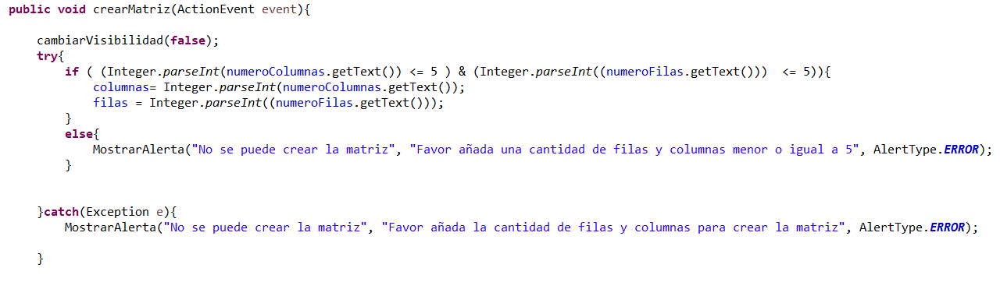 public void crearMatriz(ActionEvent event){
cambiarVisibilidad(false);
try{
if ( (Integer.parseInt(numeroColumnas.getText()) <= 5 ) & (Integer.parseInt((numeroFilas.getText()))  <= 5)){
columnas= Integer.parseInt(numeroColumnas.getText());
filas = Integer.parseInt((numeroFilas.getText()));
}
else{
MostrarAlerta("No se puede crear la matriz", "Favor añada una cantidad de filas y columnas menor o igual a 5", AlertType.ERROR);
}
}catch(Exception e){
MostrarAlerta("No se puede crear la matriz", "Favor añada la cantidad de filas y columnas para crear la matriz", AlertType.ERROR);
}